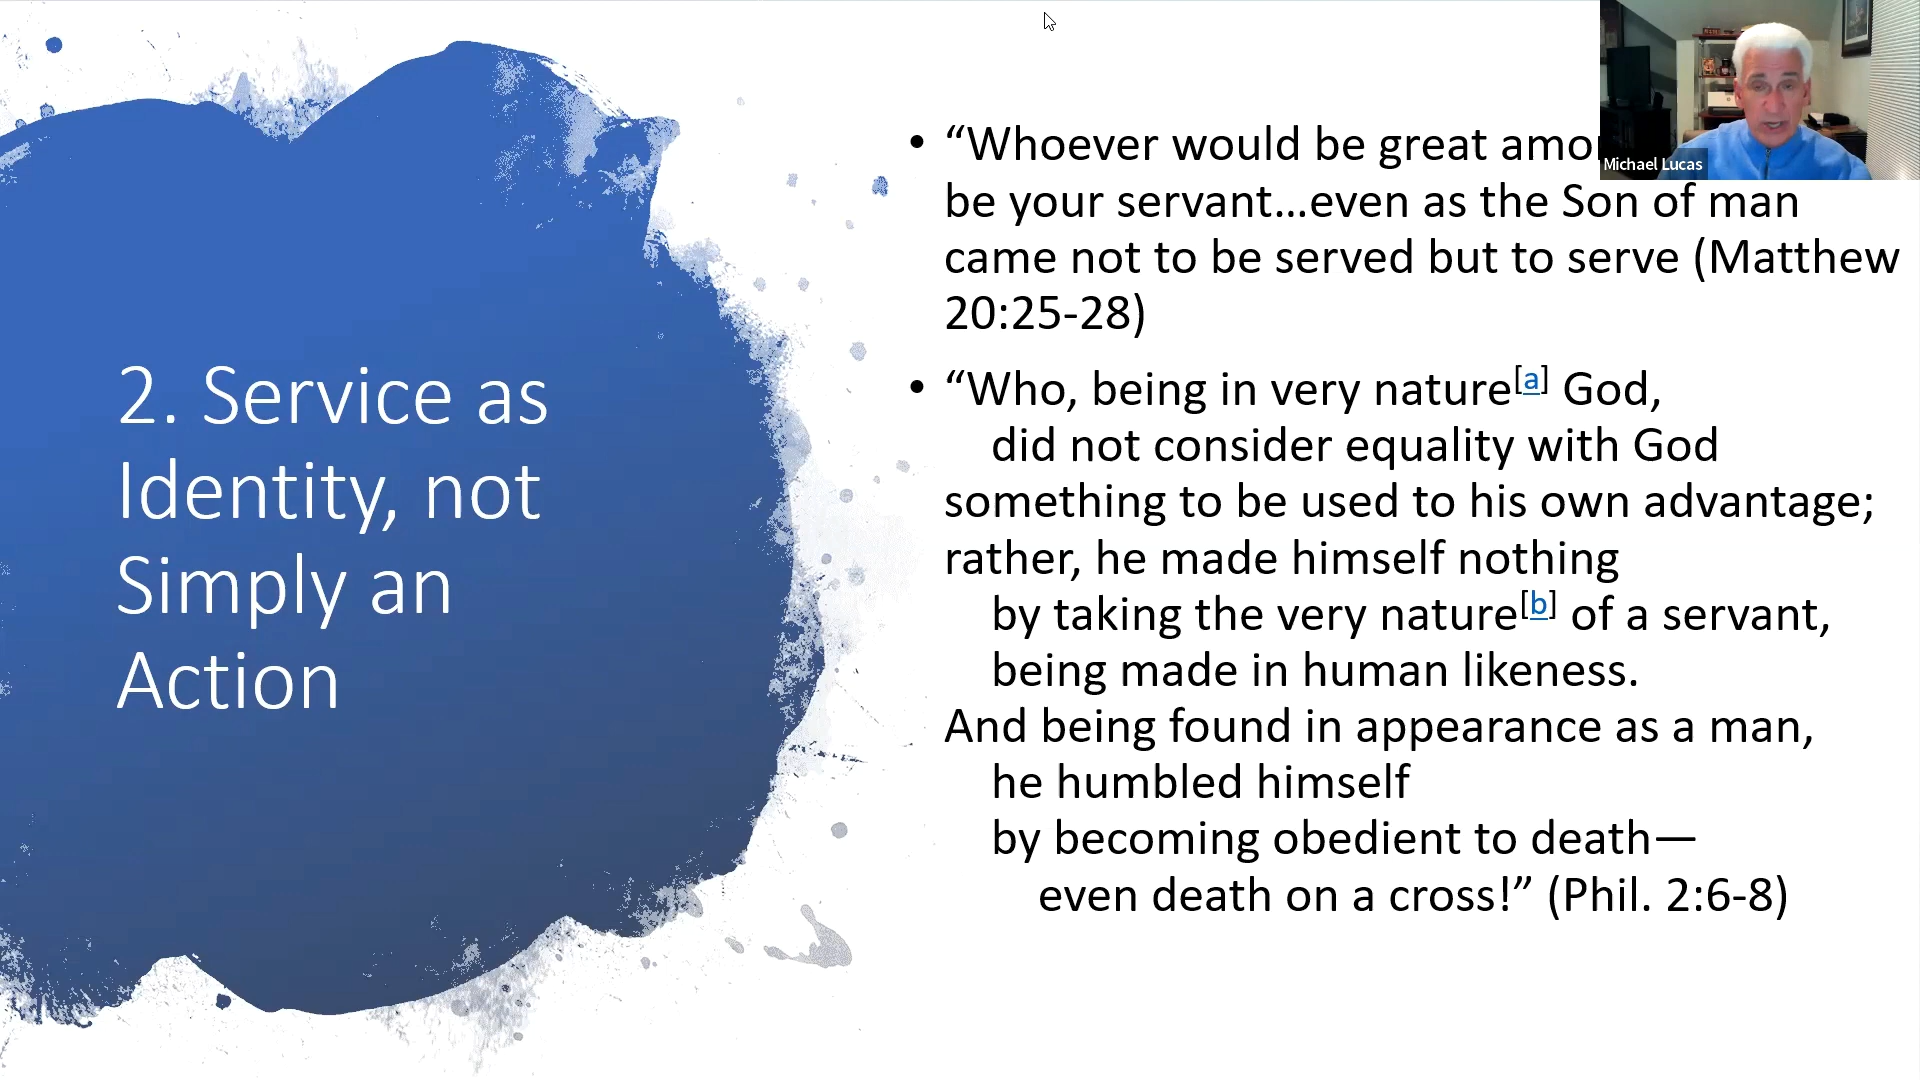 2. Service as
Identity, not
Simply an
Action
• “Whoever would be great
be your servant…even as the Son of man
came not to be served but to serve (Matthew
20:25-28)
• “Who, being in very nature[a] God,
did not consider equality with God
something to be used to his own advantage;
rather, he made himself nothing
by taking the very nature[b] of a servant,
being made in human likeness.
And being found in appearance as a man,
he humbled himself
by becoming obedient to death—
even death on a cross!” (Phil. 2:6-8)
Michael Lucas